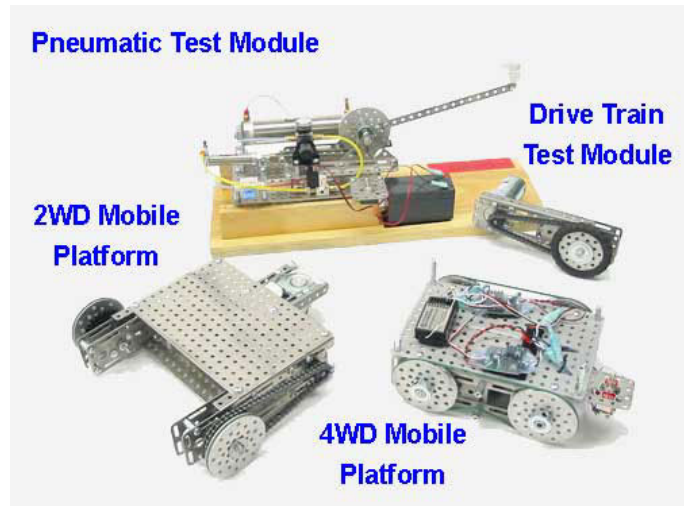 Pneumatic Test Module
Drive Train
Test Module
2WD Mobile
Platform
4WD Mobile
Platform